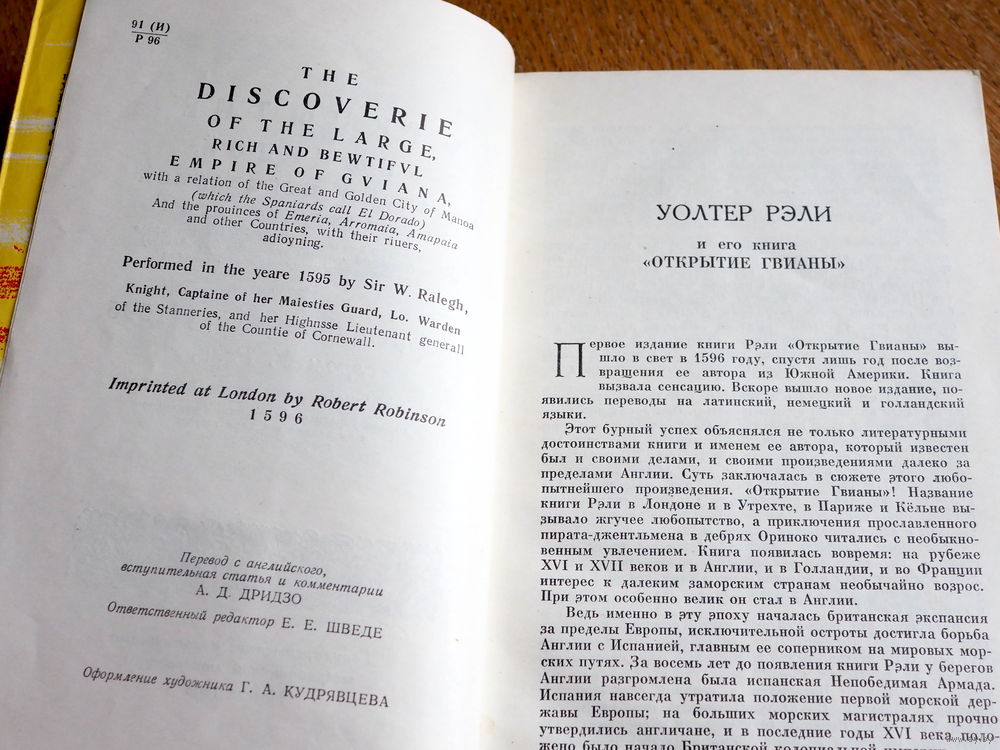 91 (И)
Р 96
THE
DISCOVERIE
OF THE LARGE,
RICH AND BEWTIFVL
EMPIRE OF GVIANA,
with a relation of the Great and Golden City of Manoa
(which the Spaniards call El Dorado)
And the prouinces of Emeria, Arromaia, Amapaia
and other Countries, with their riuers,
adioyning.
Performed in the yeare 1595 by Sir W. Ralegh,
Knight, Captaine of her Maiesties Guard, Lo. Warden
of the Stanneries, and her Highnsse Lieutenant generall
of the Countie of Cornewall.
Imprinted at London by Robert Robinson
1596
Перевод с английского,
вступительная статья и комментарии
А. Д. ДРИДЗО
Ответственный редактор Е. Е. ШВЕДЕ
Оформление художника Г. А. КУДРЯВЦЕВА
УОЛТЕР РЭЛИ
и его книга
«ОТКРЫТИЕ ГВИАНЫ»
Первое издание книги Рэли «Открытие Гвианы» вы-
шло в свет в 1596 году, спустя лишь год после воз-
вращения ее автора из Южной Америки. Книга
вызвала сенсацию. Вскоре вышло новое издание, по-
явились переводы на латинский, немецкий и голландский
языки.
Этот бурный успех объяснялся не только литературными
достоинствами книги и именем ее автора, который известен
был и своими делами, и своими произведениями далеко за
пределами Англии. Суть заключалась в сюжете этого любо-
пытнейшего произведения. «Открытие Гвианы»! Название
книги Рэли в Лондоне и в Утрехте, в Париже и Кёльне вы-
зывало жгучее любопытство, а приключения прославленного
пирата-джентльмена в дебрях Ориноко читались с необыкно-
венным увлечением. Книга появилась вовремя: на рубеже
XVI и XVII веков и в Англии, и в Голландии, и во Франции
интерес к далеким заморским странам необычайно возрос.
При этом особенно велик он стал в Англии.
Ведь именно в эту эпоху началась британская экспансия
за пределы Европы, исключительной остроты достигла борьба
Англии с Испанией, главным ее соперником на мировых мор-
ских путях. За восемь лет до появления книги Рэли у берегов
Англии разгромлена была испанская Непобедимая Армада.
Испания навсегда утратила положение первой морской дер-
жавы Европы; на больших морских магистралях прочно
утвердились англичане, и в последние годы XVI века поло-
жено было начало Британской колониальной